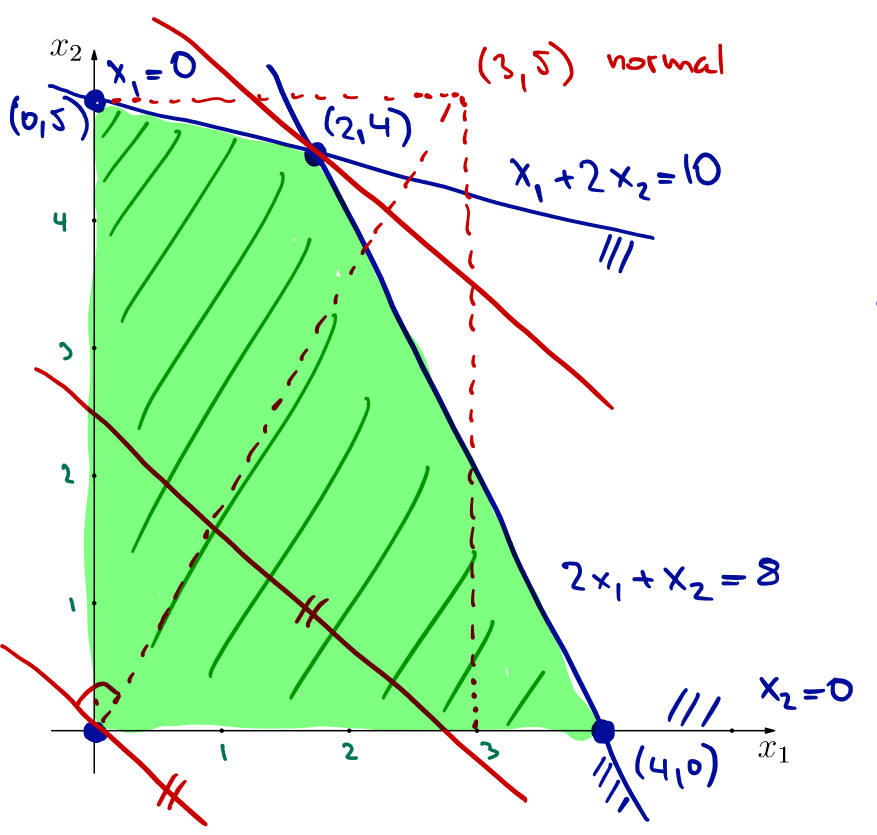 x₂
x₁ = 0
(3,5) normal
(0,5)
(2,4)
x₁ + 2x₂ = 10
4
3
2
1
2x₁ + x₂ = 8
x₂ = 0
1
2
3
x₁
(4,0)